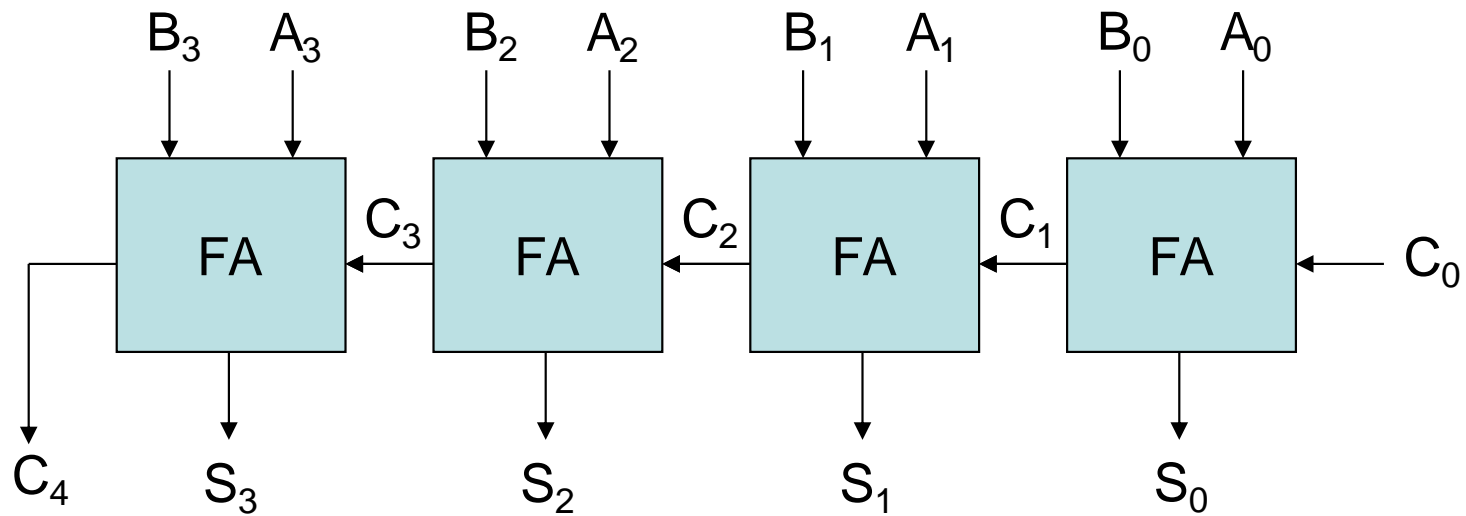 B₃ A₃ B₂ A₂ B₁ A₁ B₀ A₀
C₃ C₂ C₁
FA FA FA FA C₀
C₄ S₃ S₂ S₁ S₀